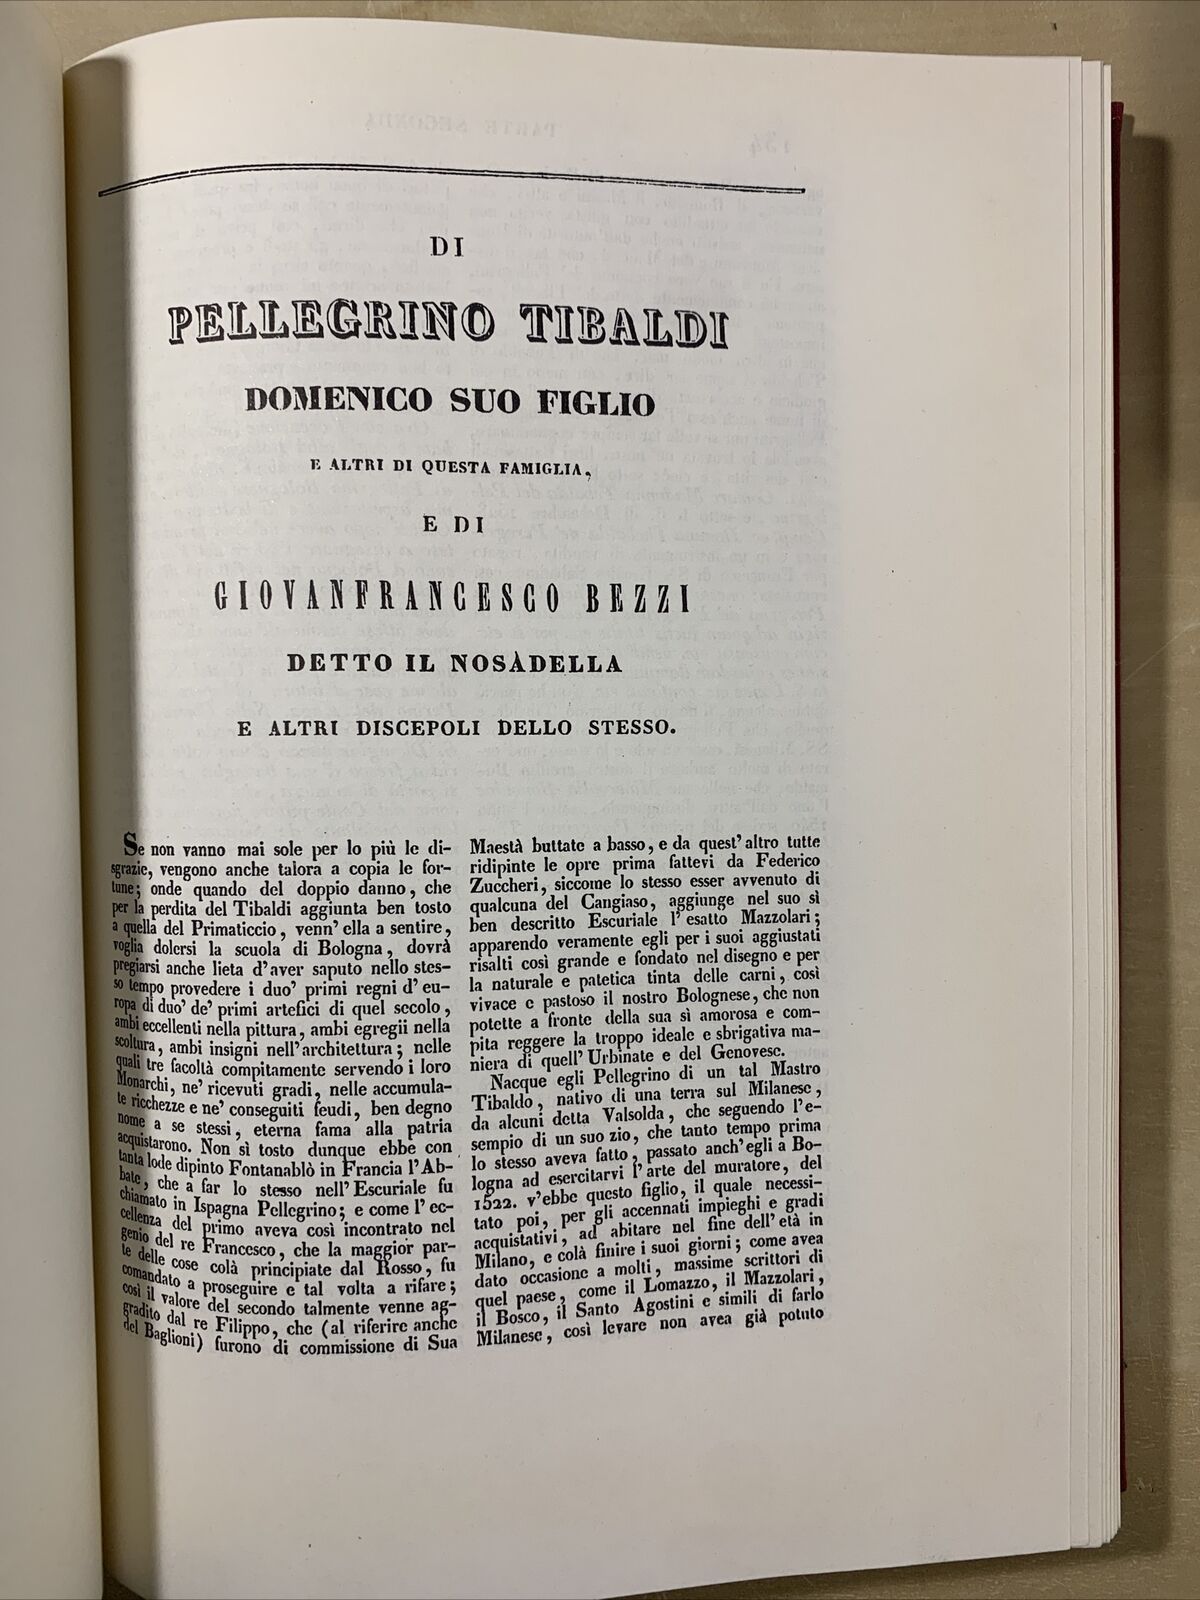 DI
PELLEGRINO TIBALDI
DOMENICO SUO FIGLIO
E ALTRI DI QUESTA FAMIGLIA,
E DI
GIOVANFRANCESCO BEZZI
DETTO IL NOSADELLA
E ALTRI DISCEPOLI DELLO STESSO.
Se non vanno mai sole per lo più le di-
sgrazie, vengono anche talora a copia le for-
tune; onde quando del doppio danno, che
per la perdita del Tibaldi aggiunta ben tosto
a quella del Primaticcio, venn' ella a sentire,
voglia dolersi la scuola di Bologna, dovrà
pregiarsi anche lieta d'aver saputo nello stes-
so tempo provedere i duo' primi regni d' eu-
ropa di duo' de' primi artefici di quel secolo,
ambi eccellenti nella pittura, ambi egregii nella
scoltura, ambi insigni nell'architettura; nelle
quali tre facoltà compitamente servendo i loro
Monarchi, ne' ricevuti gradi, nelle accumula-
te ricchezze e ne' conseguiti feudi, ben degno
nome a se stessi, eterna fama alla patria
acquistarono. Non sì tosto dunque ebbe con
tanta lode dipinto Fontanablò in Francia l'Ab-
bate, che a far lo stesso nell' Escuriale fu
chiamato in Ispagna Pellegrino; e come l' ec-
cellenza del primo aveva così incontrato nel
genio del re Francesco, che la maggior par-
te delle cose colà principiate dal Rosso, fu
comandato a proseguire e tal volta a rifare;
così il valore del secondo talmente venne ag-
gradito dal re Filippo, che (al riferire anche
del Baglioni) furono di commissione di Sua
Maestà buttate a basso, e da quest' altro tutte
ridipinte le opre prima fattevi da Federico
Zuccheri, siccome lo stesso esser avvenuto di
qualcuna del Cangiaso, aggiunge nel suo sì
ben descritto Escuriale l' esatto Mazzolari;
apparendo veramente egli per i suoi aggiustati
risalti così grande e fondato nel disegno e per
la naturale e patetica tinta delle carni, così
vivace e pastoso il nostro Bolognese, che non
potette a fronte della sua sì amorosa e com-
pita reggere la troppo ideale e sbrigativa ma-
niera di quell' Urbinate e del Genovese.
Nacque egli Pellegrino di un tal Mastro
Tibaldo, nativo di una terra sul Milanese,
da alcuni detta Valsolda, che seguendo l'e-
sempio di un suo zio, che tanto tempo prima
lo stesso aveva fatto, passato anch'egli a Bo-
logna ad esercitarvi l'arte del muratore, del
1522. v'ebbe questo figlio, il quale necessi-
tato poi, per gli accennati impieghi e gradi
acquistativi, ad abitare nel fine dell' età in
Milano, e colà finire i suoi giorni; come avea
dato occasione a molti, massime scrittori di
quel paese, come il Lomazzo, il Mazzolari,
il Bosco, il Santo Agostini e simili di farlo
Milanese, così levare non avea già potuto